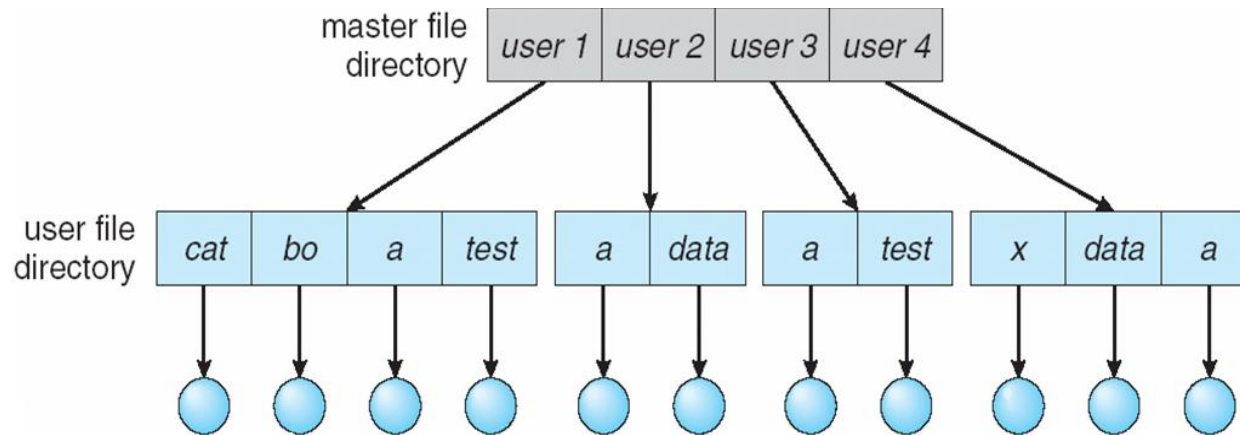 master file
directory
user 1 user 2 user 3 user 4
user file
directory
cat bo a test a data a test x data a